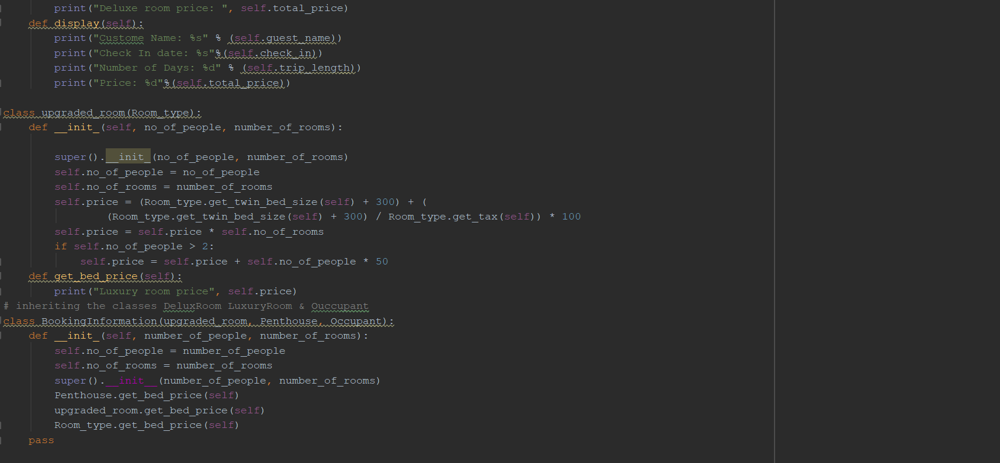 print("Deluxe room price: ", self.total_price)
    def display(self):
        print("Custome Name: %s" % (self.guest_name))
        print("Check In date: %s"%(self.check_in))
        print("Number of Days: %d" % (self.trip_length))
        print("Price: %d"%(self.total_price))

class upgraded_room(Room_type):
    def __init_(self, no_of_people, number_of_rooms):

        super().__init_(no_of_people, number_of_rooms)
        self.no_of_people = no_of_people
        self.no_of_rooms = number_of_rooms
        self.price = (Room_type.get_twin_bed_size(self) + 300) + (
                (Room_type.get_twin_bed_size(self) + 300) / Room_type.get_tax(self)) * 100
        self.price = self.price * self.no_of_rooms
        if self.no_of_people > 2:
            self.price = self.price + self.no_of_people * 50
    def get_bed_price(self):
        print("Luxury room price", self.price)
# inheriting the classes DeluxRoom LuxuryRoom & Ouccupant
class BookingInformation(upgraded_room, Penthouse, Occupant):
    def __init_(self, number_of_people, number_of_rooms):
        self.no_of_people = number_of_people
        self.no_of_rooms = number_of_rooms
        super().__init__(number_of_people, number_of_rooms)
        Penthouse.get_bed_price(self)
        upgraded_room.get_bed_price(self)
        Room_type.get_bed_price(self)
    pass